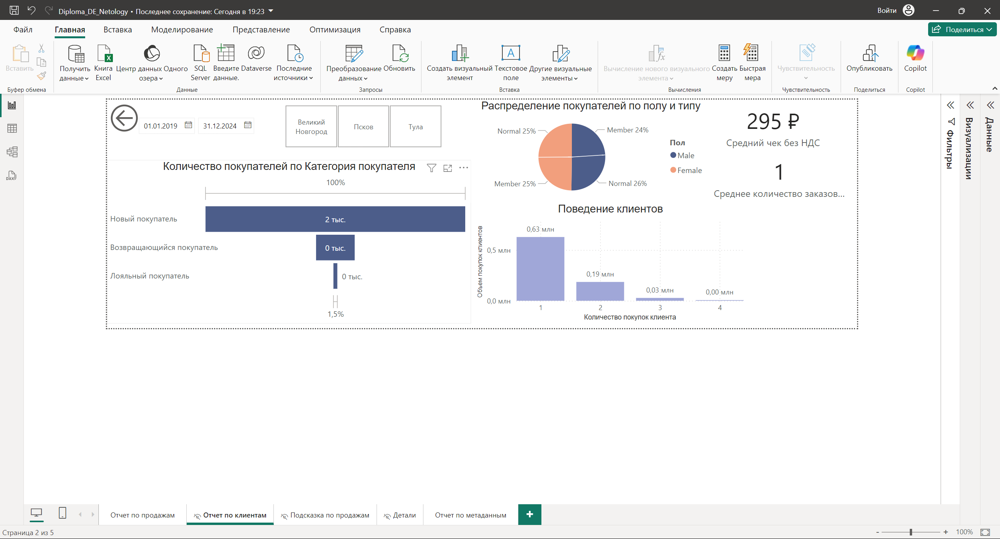 Diploma_DE_Netology • Последнее сохранение: Сегодня в 19:23
Войти
Файл
Главная
Вставка
Моделирование
Представление
Оптимизация
Справка
Поделиться
Вставить
Буфер обмена
Получить данные
Книга Excel
Центр данных Одного озера
SQL Server
Введите данные.
Dataverse
Последние источники
Данные
Преобразование данных
Обновить
Запросы
Создать визуальный элемент
Текстовое поле
Другие визуальные элементы
Вставка
Вычисление нового визуального элемента
Создать меру
Быстрая мера
Вычисления
Чувствительность
Чувствительность
Опубликовать
Поделиться
Copilot
Copilot
DAX
01.01.2019
31.12.2024
Великий
Новгород
Псков
Тула
Количество покупателей по Категория покупателя
100%
Новый покупатель
2 тыс.
Возвращающийся покупатель
0 тыс.
Лояльный покупатель
0 тыс.
1,5%
Распределение покупателей по полу и типу
Normal 25%
Member 24%
Member 25%
Normal 26%
Пол
Male
Female
295 ₽
Средний чек без НДС
1
Среднее количество заказов...
Поведение клиентов
Объем покупок клиентов
0,5 млн
0,0 млн
0,63 млн
0,19 млн
0,03 млн
0,00 млн
1
2
3
4
Количество покупок клиента
Фильтры
Визуализации
Данные
Отчет по продажам
Отчет по клиентам
Подсказка по продажам
Детали
Отчет по метаданным
+
Страница 2 из 5
-
+
100%